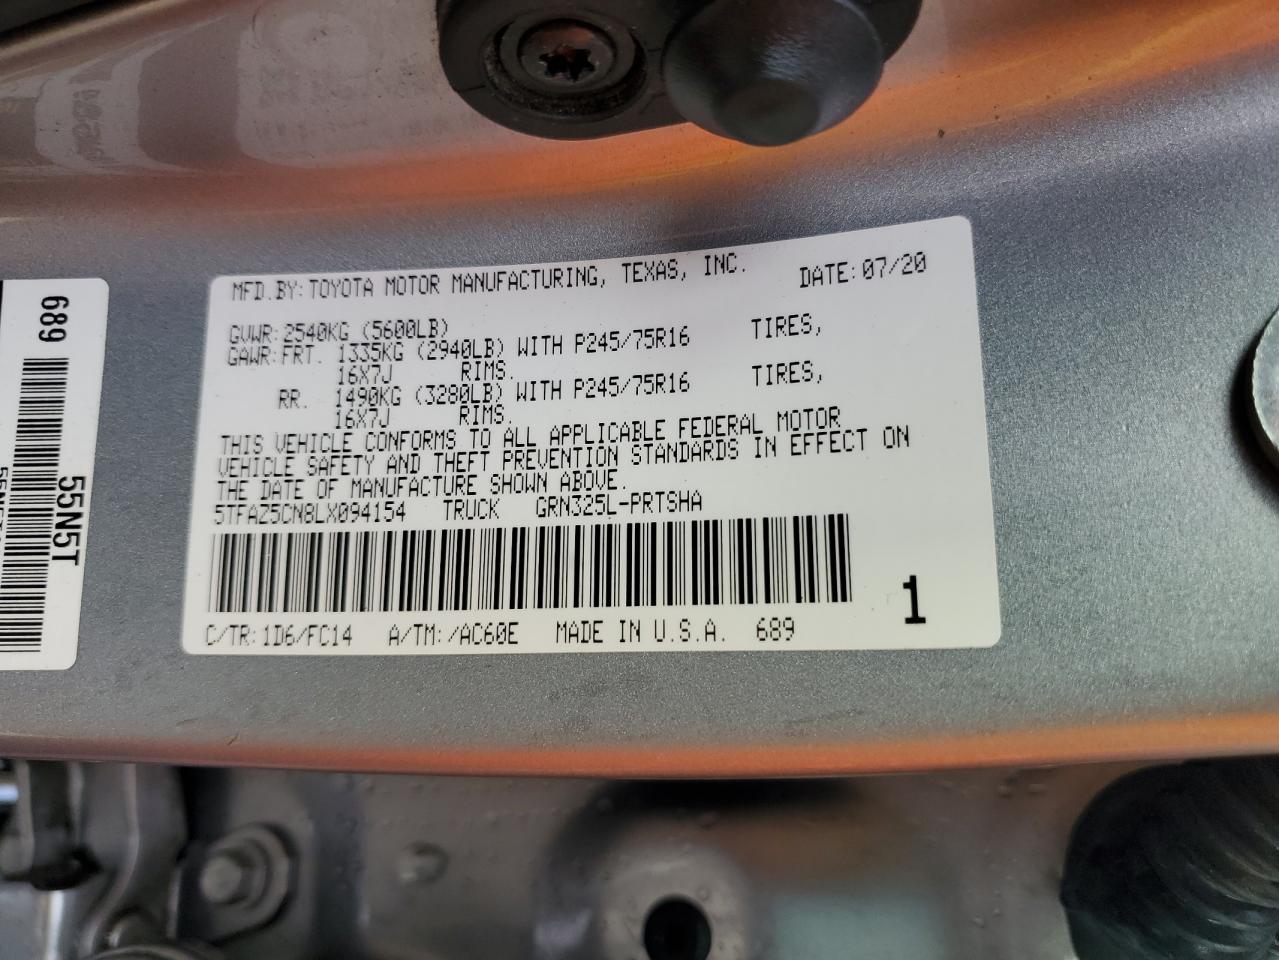 MFD.BY:TOYOTA MOTOR MANUFACTURING, TEXAS, INC. DATE:07/20
GVWR:2540KG (5600LB)
GAWR:FRT. 1335KG (2940LB) WITH P245/75R16 TIRES,
16X7J RIMS.
RR. 1490KG (3280LB) WITH P245/75R16 TIRES,
16X7J RIMS.
THIS VEHICLE CONFORMS TO ALL APPLICABLE FEDERAL MOTOR
VEHICLE SAFETY AND THEFT PREVENTION STANDARDS IN EFFECT ON
THE DATE OF MANUFACTURE SHOWN ABOVE.
5TFAZ5CN8LX094154 TRUCK GRN325L-PRTSHA
1
C/TR:1D6/FC14 A/TM:/AC60E MADE IN U.S.A. 689
689
55N5T